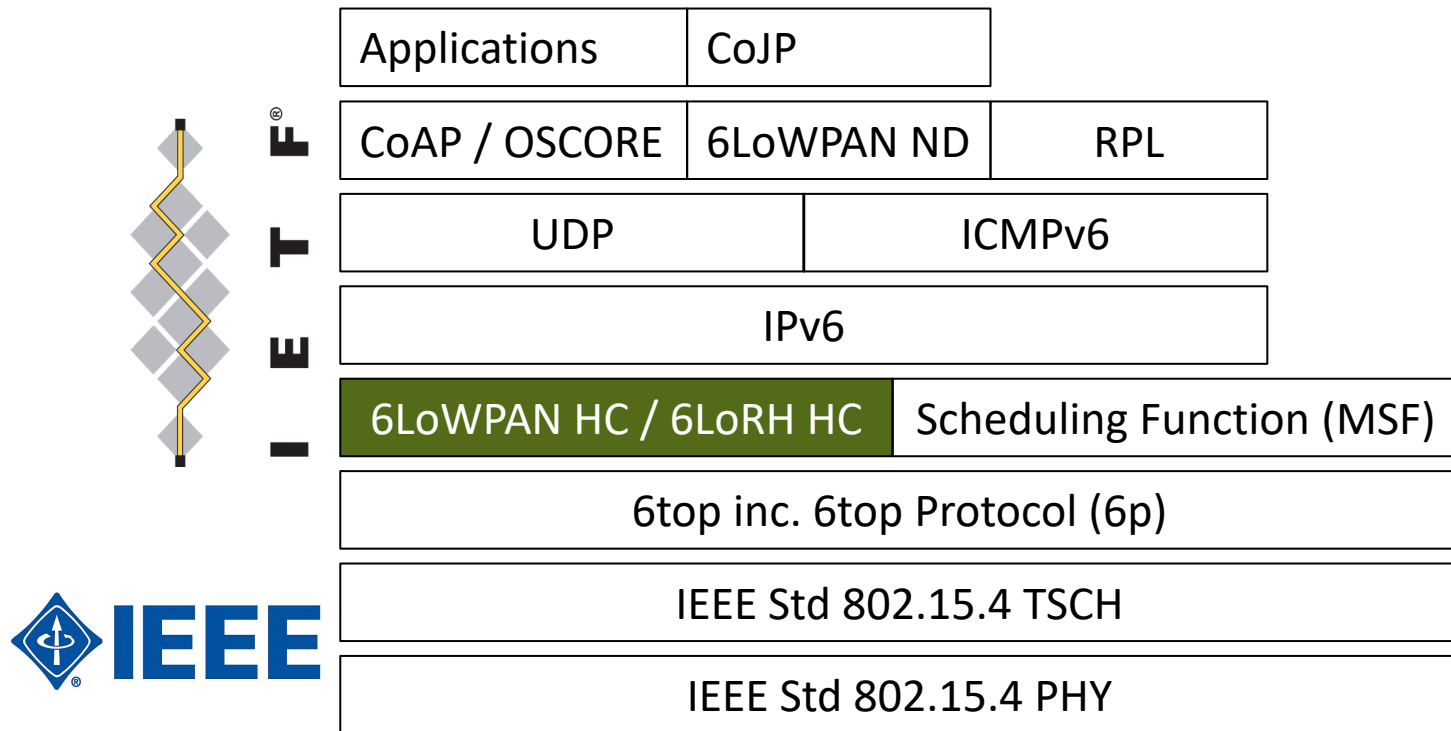 Applications
CoJP
CoAP / OSCORE
6LoWPAN ND
RPL
UDP
ICMPv6
IPv6
6LoWPAN HC / 6LoRH HC
Scheduling Function (MSF)
6top inc. 6top Protocol (6p)
IEEE Std 802.15.4 TSCH
IEEE Std 802.15.4 PHY
I E T F®
IEEE
®